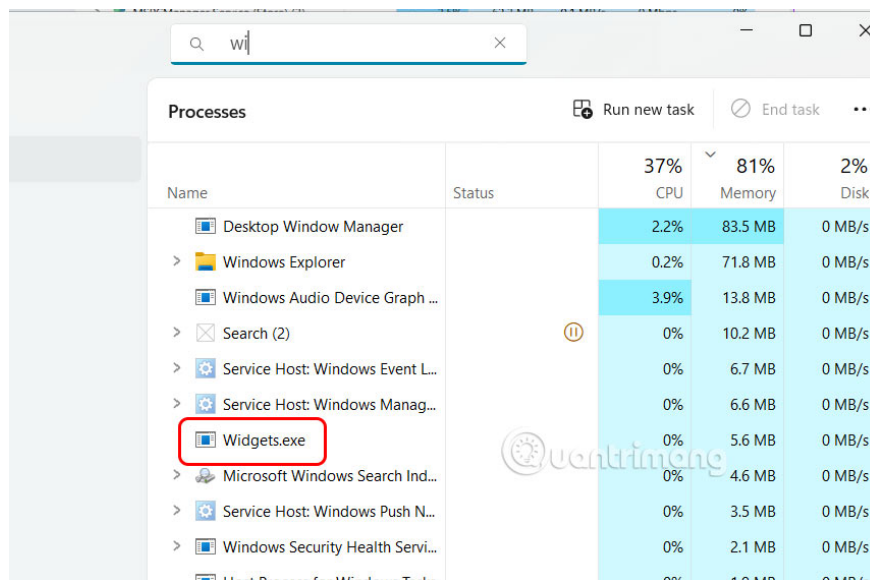 wi
Processes
Run new task
End task
37% 81% 2%
Name Status CPU Memory Disk
Desktop Window Manager 2.2% 83.5 MB 0 MB/s
Windows Explorer 0.2% 71.8 MB 0 MB/s
Windows Audio Device Graph ... 3.9% 13.8 MB 0 MB/s
Search (2) 0% 10.2 MB 0 MB/s
Service Host: Windows Event L... 0% 6.7 MB 0 MB/s
Service Host: Windows Manag... 0% 6.6 MB 0 MB/s
Widgets.exe 0% 5.6 MB 0 MB/s
Quantrimang
Microsoft Windows Search Ind... 0% 4.6 MB 0 MB/s
Service Host: Windows Push N... 0% 3.5 MB 0 MB/s
Windows Security Health Servi... 0% 2.1 MB 0 MB/s